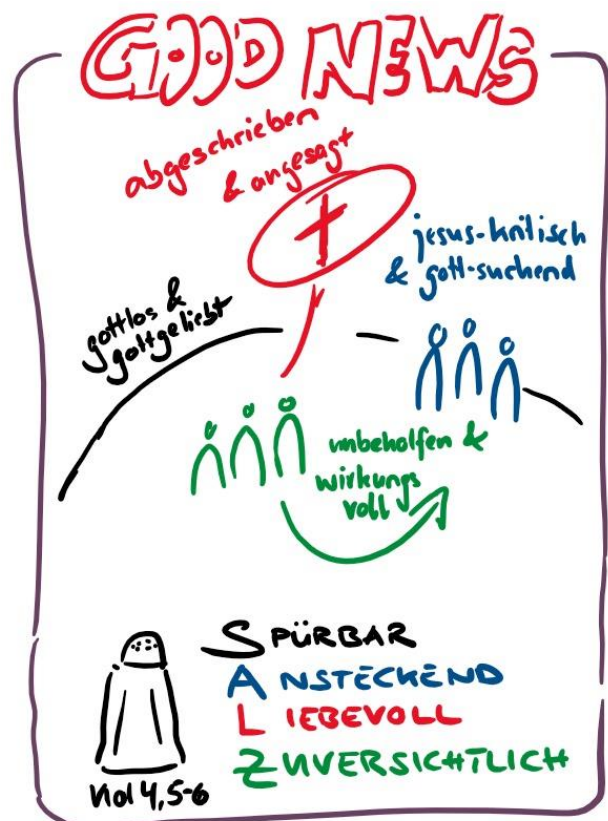 GOOD NEWS
abgeschrieben
& angesagt
jesus-kritisch
& gott-suchend
gottlos &
gottgeliebt
unbeholfen &
wirkungs
voll
SPÜRBAR
ANSTECKEND
LIEBEVOLL
ZUVERSICHTLICH
Kol 4,5-6